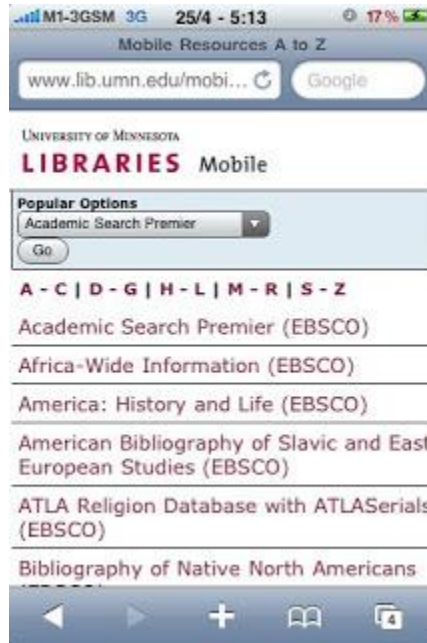 M1-3GSM 3G 25/4 - 5:13 17%
Mobile Resources A to Z
www.lib.umn.edu/mobi... Google
UNIVERSITY OF MINNESOTA
LIBRARIES Mobile
Popular Options
Academic Search Premier
Go
A - C | D - G | H - L | M - R | S - Z
Academic Search Premier (EBSCO)
Africa-Wide Information (EBSCO)
America: History and Life (EBSCO)
American Bibliography of Slavic and East
European Studies (EBSCO)
ATLA Religion Database with ATLASerials
(EBSCO)
Bibliography of Native North Americans
4